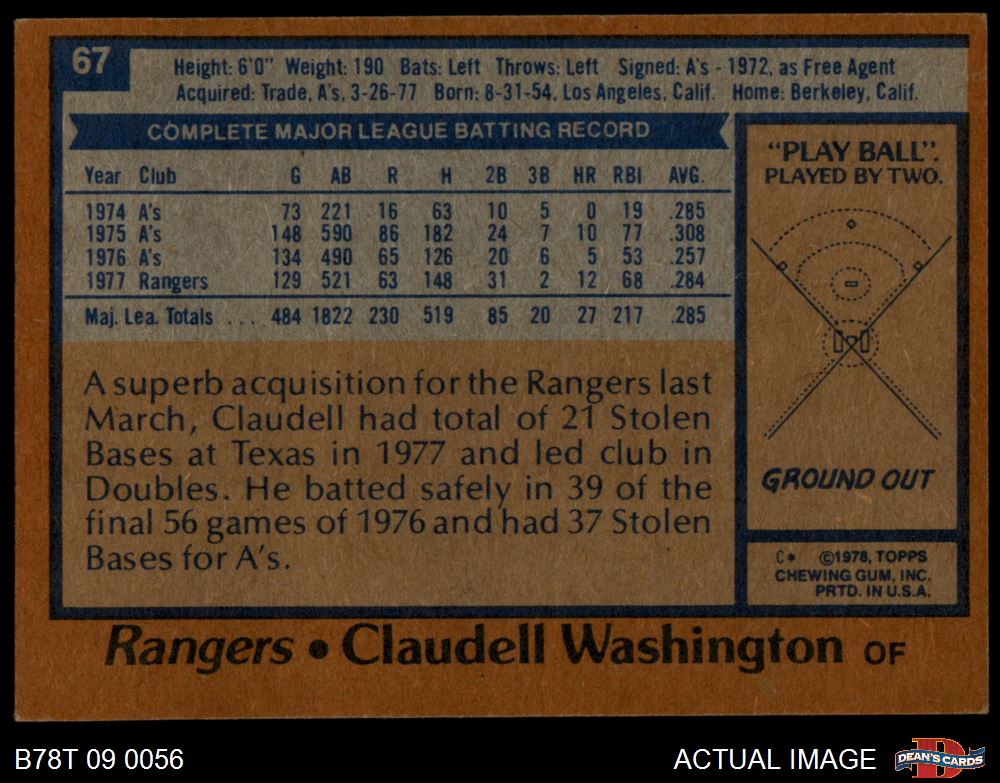 67
Height: 6'0" Weight: 190 Bats: Left Throws: Left Signed: A's - 1972, as Free Agent
Acquired: Trade, A's, 3-26-77 Born: 8-31-54, Los Angeles, Calif. Home: Berkeley, Calif.
COMPLETE MAJOR LEAGUE BATTING RECORD
Year Club G AB R H 2B 3B HR RBI AVG.
1974 A's 73 221 16 63 10 5 0 19 .285
1975 A's 148 590 86 182 24 7 10 77 .308
1976 A's 134 490 65 126 20 6 5 53 .257
1977 Rangers 129 521 63 148 31 2 12 68 .284
Maj. Lea. Totals ... 484 1822 230 519 85 20 27 217 .285
A superb acquisition for the Rangers last
March, Claudell had total of 21 Stolen
Bases at Texas in 1977 and led club in
Doubles. He batted safely in 39 of the
final 56 games of 1976 and had 37 Stolen
Bases for A's.
"PLAY BALL".
PLAYED BY TWO.
GROUND OUT
C* ©1978, TOPPS
CHEWING GUM, INC.
PRTD. IN U.S.A.
Rangers • Claudell Washington OF
B78T 09 0056
ACTUAL IMAGE
D
DEAN'S CARDS